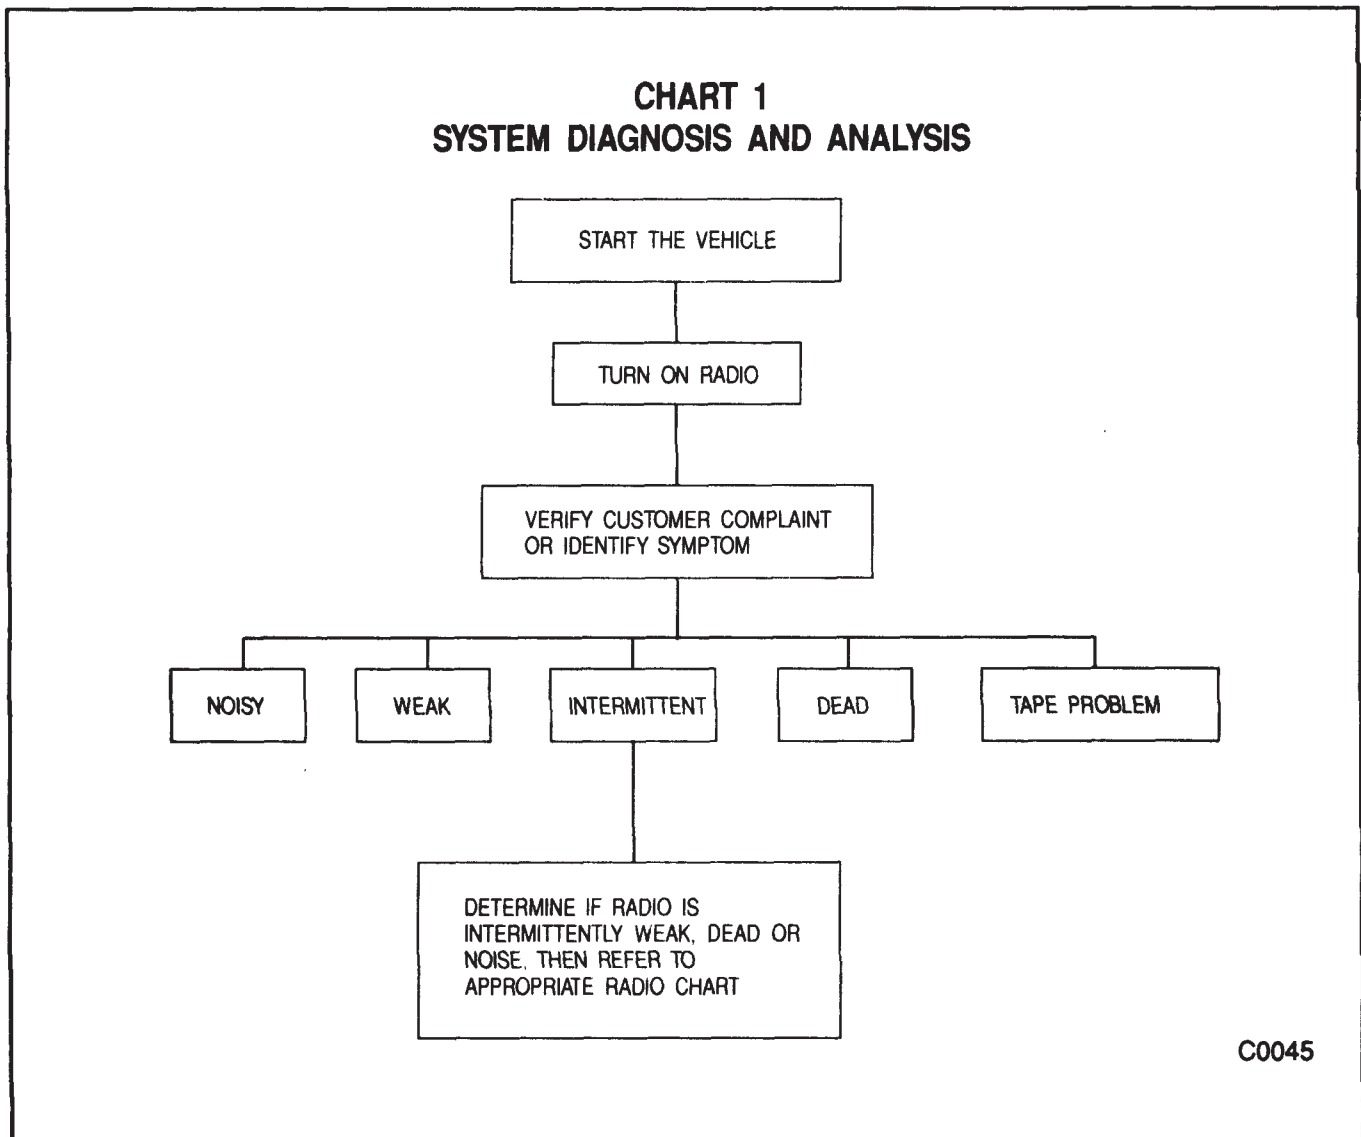 CHART 1
SYSTEM DIAGNOSIS AND ANALYSIS
START THE VEHICLE
TURN ON RADIO
VERIFY CUSTOMER COMPLAINT
OR IDENTIFY SYMPTOM
NOISY
WEAK
INTERMITTENT
DEAD
TAPE PROBLEM
DETERMINE IF RADIO IS
INTERMITTENTLY WEAK, DEAD OR
NOISE, THEN REFER TO
APPROPRIATE RADIO CHART
C0045